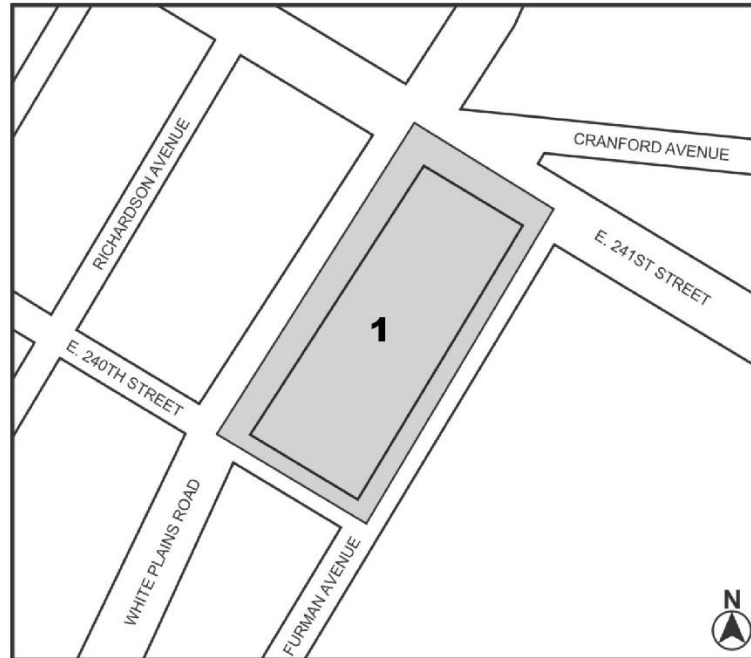 CRANFORD AVENUE
RICHARDSON AVENUE
E. 241ST STREET
1
E. 240TH STREET
WHITE PLAINS ROAD
FURMAN AVENUE
N